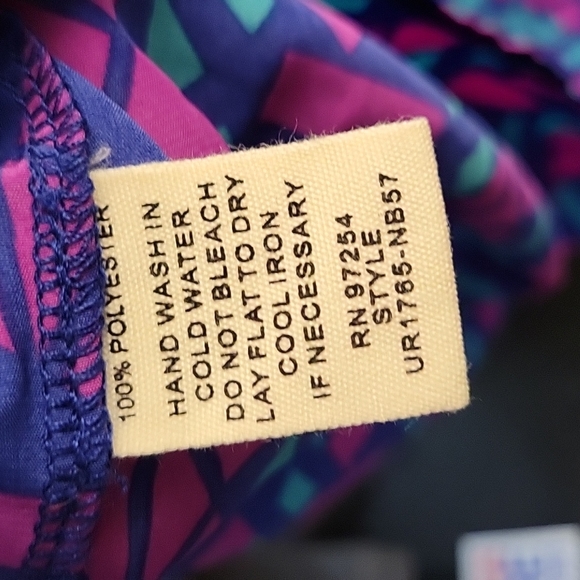 100% POLYESTER
HAND WASH IN
COLD WATER
DO NOT BLEACH
LAY FLAT TO DRY
COOL IRON
IF NECESSARY
RN 97254
STYLE
UR1765-NB57